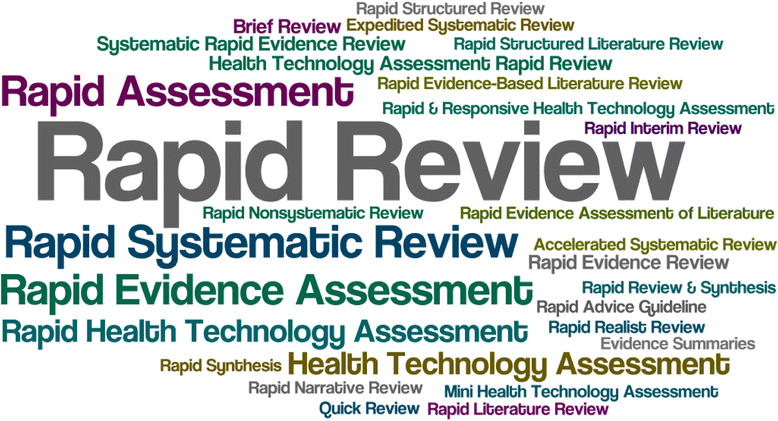 Rapid Structured Review
Brief Review Expedited Systematic Review
Systematic Rapid Evidence Review Rapid Structured Literature Review
Health Technology Assessment Rapid Review
Rapid Assessment Rapid Evidence-Based Literature Review
Rapid & Responsive Health Technology Assessment
Rapid Interim Review
Rapid Review
Rapid Nonsystematic Review Rapid Evidence Assessment of Literature
Rapid Systematic Review Accelerated Systematic Review
Rapid Evidence Review
Rapid Evidence Assessment Rapid Review & Synthesis
Rapid Advice Guideline
Rapid Health Technology Assessment Rapid Realist Review
Evidence Summaries
Rapid Synthesis Health Technology Assessment
Rapid Narrative Review Mini Health Technology Assessment
Quick Review Rapid Literature Review